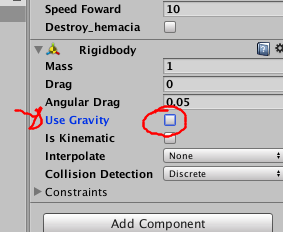 Speed Foward 10
Destroy_hemacia
Rigidbody
Mass 1
Drag 0
Angular Drag 0.05
Use Gravity
Is Kinematic
Interpolate None
Collision Detection Discrete
Constraints
Add Component